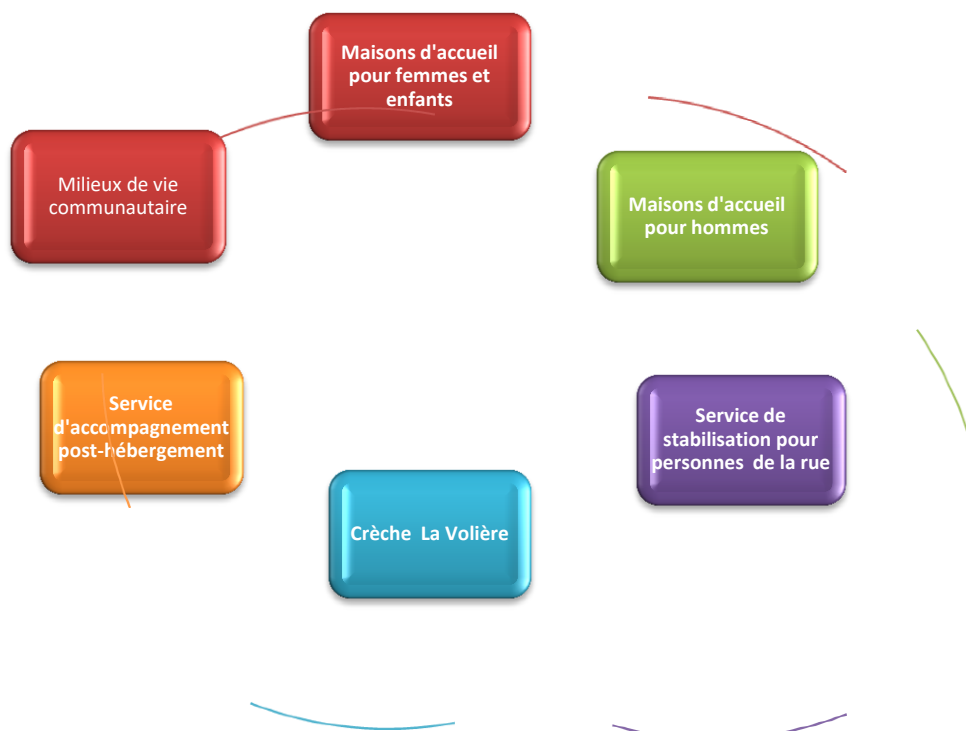 Maisons d'accueil
pour femmes et
enfants
Milieux de vie
communautaire
Maisons d'accueil
pour hommes
Service
d'accompagnement
post-hébergement
Service de
stabilisation pour
personnes de la rue
Crèche La Volière